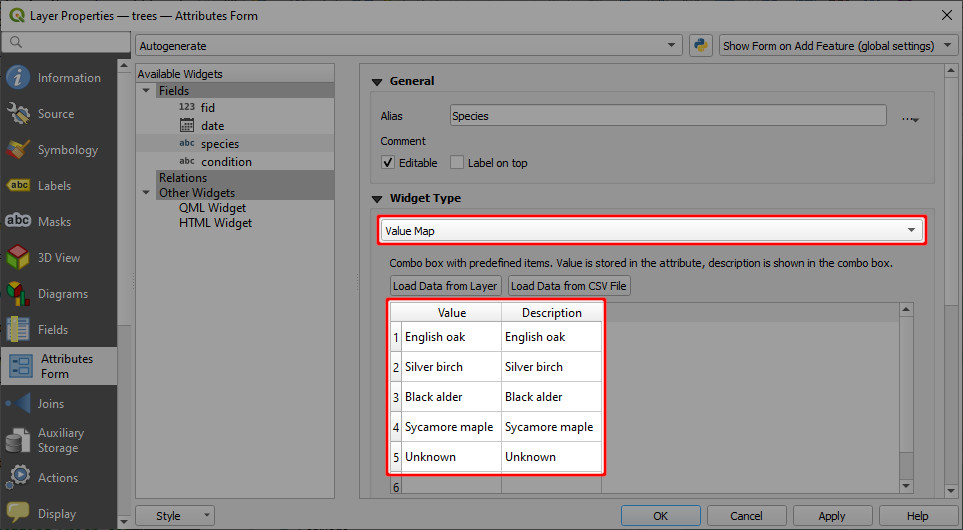 Layer Properties — trees — Attributes Form
Autogenerate
Show Form on Add Feature (global settings)
Information
Source
Symbology
Labels
Masks
3D View
Diagrams
Fields
Attributes
Form
Joins
Auxiliary
Storage
Actions
Display
abc
abc
Available Widgets
Fields
123 fid
date
abc species
abc condition
Relations
Other Widgets
QML Widget
HTML Widget
General
Alias Species ...
Comment
Editable Label on top
Widget Type
Value Map
Combo box with predefined items. Value is stored in the attribute, description is shown in the combo box.
Load Data from Layer Load Data from CSV File
Value Description
1 English oak English oak
2 Silver birch Silver birch
3 Black alder Black alder
4 Sycamore maple Sycamore maple
5 Unknown Unknown
6
Style OK Cancel Apply Help